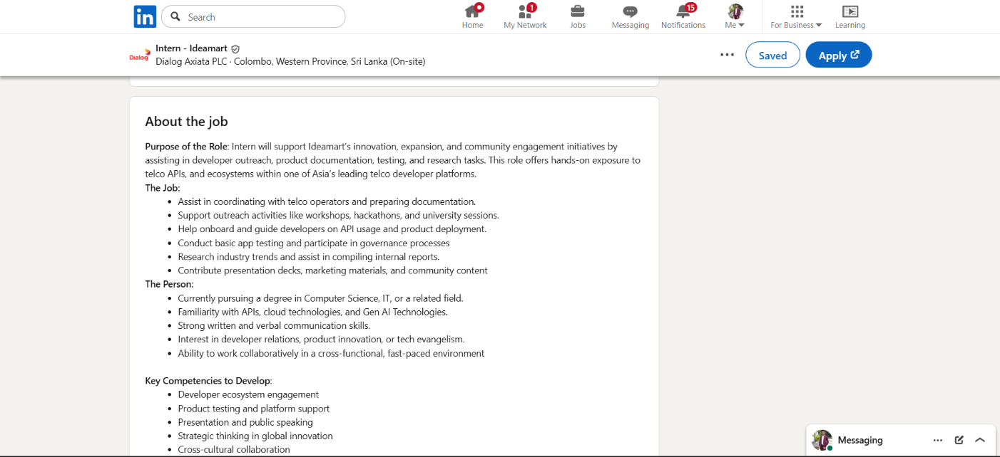 in
Search
1
15
Home
My Network
Jobs
Messaging
Notifications
Me
For Business
Learning
Dialog
Intern - Ideamart
Dialog Axiata PLC · Colombo, Western Province, Sri Lanka (On-site)
Saved
Apply
About the job
Purpose of the Role: Intern will support Ideamart's innovation, expansion, and community engagement initiatives by
assisting in developer outreach, product documentation, testing, and research tasks. This role offers hands-on exposure to
telco APIs, and ecosystems within one of Asia's leading telco developer platforms.
The Job:
• Assist in coordinating with telco operators and preparing documentation.
• Support outreach activities like workshops, hackathons, and university sessions.
• Help onboard and guide developers on API usage and product deployment.
• Conduct basic app testing and participate in governance processes
• Research industry trends and assist in compiling internal reports.
• Contribute presentation decks, marketing materials, and community content
The Person:
• Currently pursuing a degree in Computer Science, IT, or a related field.
• Familiarity with APIs, cloud technologies, and Gen AI Technologies.
• Strong written and verbal communication skills.
• Interest in developer relations, product innovation, or tech evangelism.
• Ability to work collaboratively in a cross-functional, fast-paced environment
Key Competencies to Develop:
• Developer ecosystem engagement
• Product testing and platform support
• Presentation and public speaking
• Strategic thinking in global innovation
• Cross-cultural collaboration
Messaging